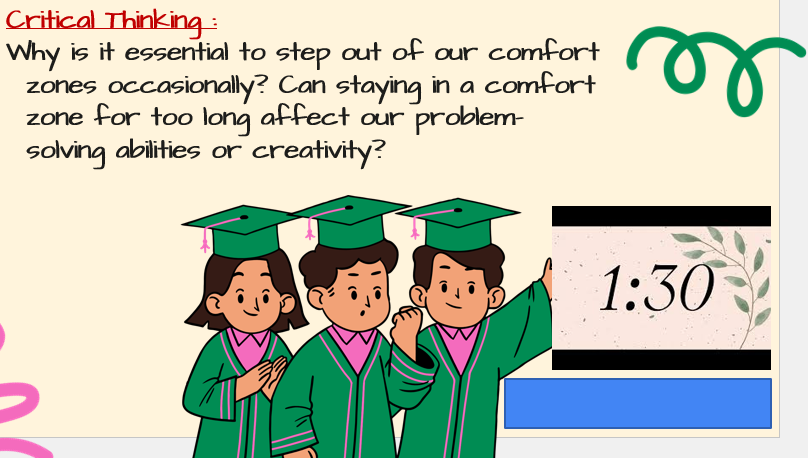 Critical Thinking :
Why is it essential to step out of our comfort
zones occasionally? Can staying in a comfort
zone for too long affect our problem-
solving abilities or creativity?
1:30